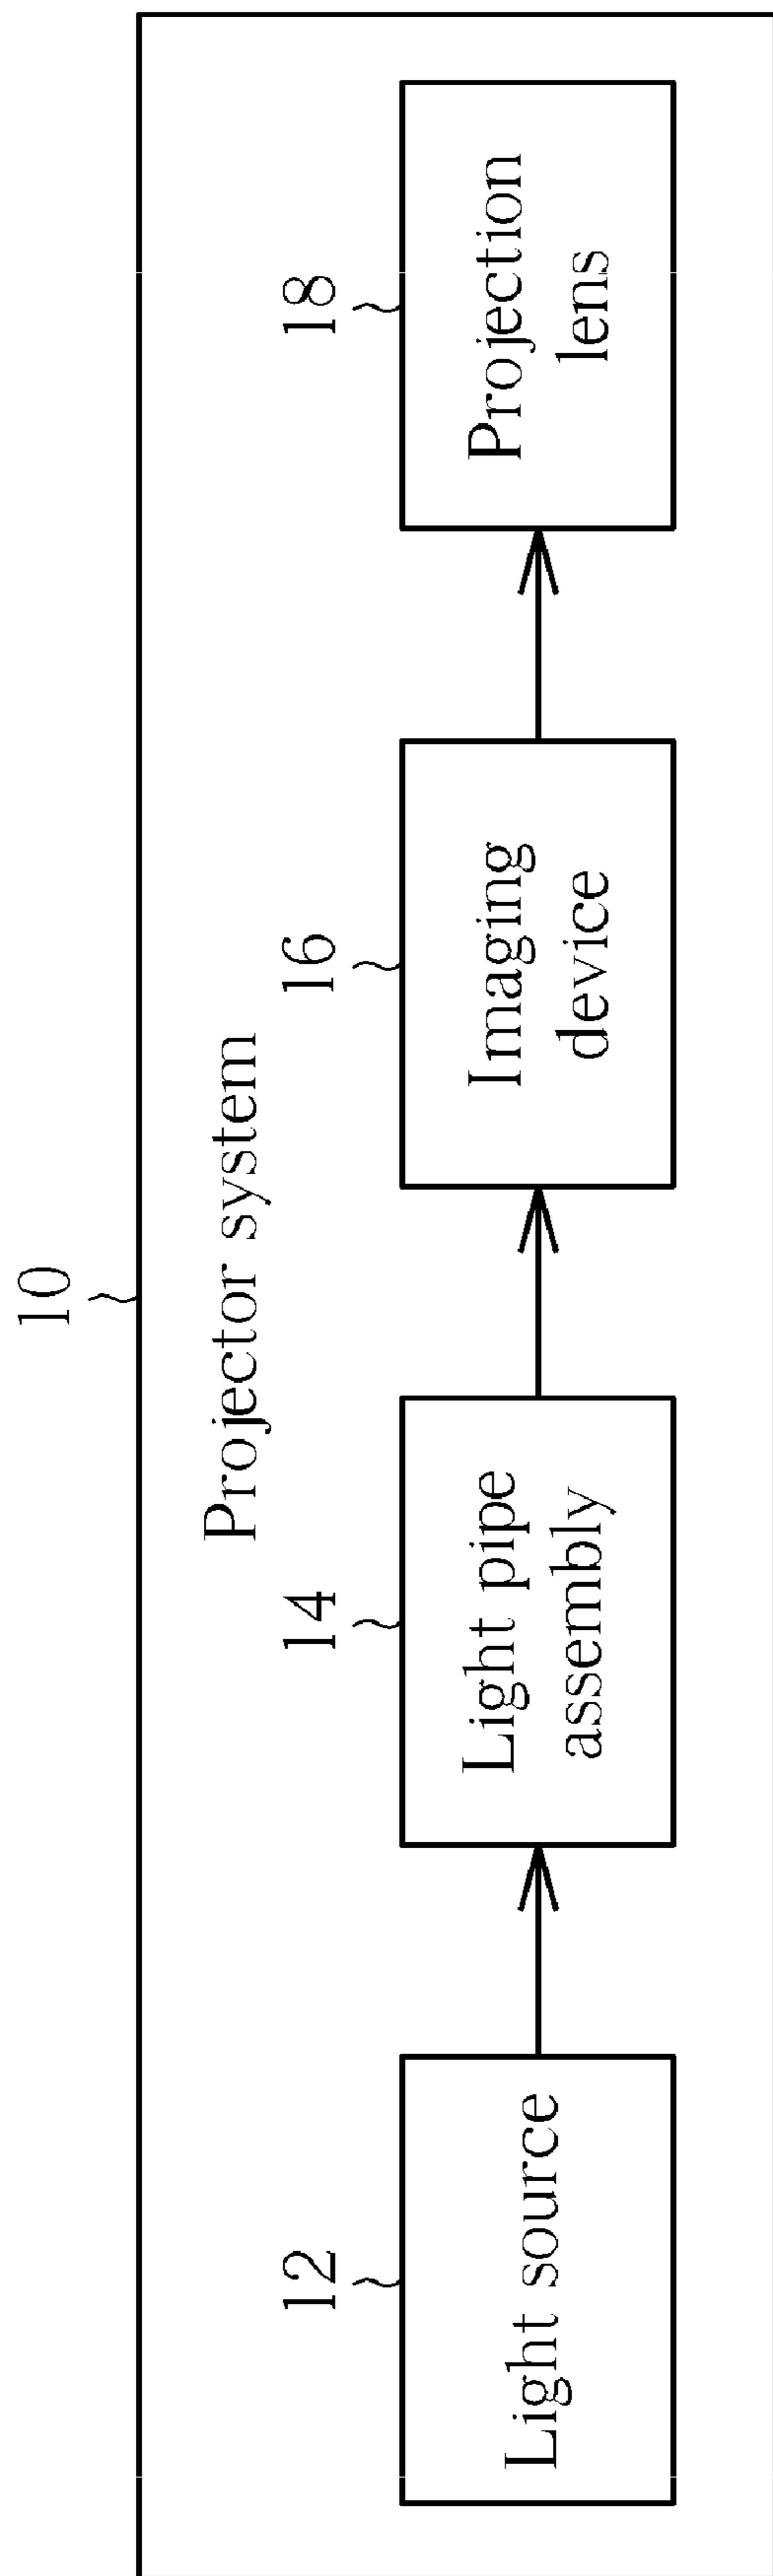 10
Projector system
12
14
16
18
Light source
Light pipe
assembly
Imaging
device
Projection
lens